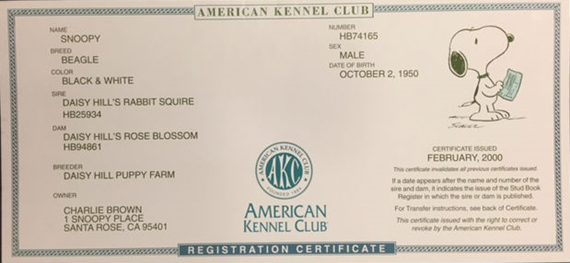 AMERICAN KENNEL CLUB
NAME
SNOOPY
BREED
BEAGLE
COLOR
BLACK & WHITE
SIRE
DAISY HILL'S RABBIT SQUIRE
HB25934
DAM
DAISY HILL'S ROSE BLOSSOM
HB94861
BREEDER
DAISY HILL PUPPY FARM
OWNER
CHARLIE BROWN
1 SNOOPY PLACE
SANTA ROSE, CA 95401
NUMBER
HB74165
SEX
MALE
DATE OF BIRTH
OCTOBER 2, 1950
AMERICAN KENNEL CLUB
AKC
FOUNDED 1884
AMERICAN
KENNEL CLUB
SCHULZ
CERTIFICATE ISSUED
FEBRUARY, 2000
This certificate invalidates all previous certificates issued.
If a date appears after the name and number of the
sire and dam, it indicates the issue of the Stud Book
Register in which the sire or dam is published.
For Transfer instructions, see back of Certificate.
This certificate issued with the right to correct or
revoke by the American Kennel Club.
REGISTRATION CERTIFICATE